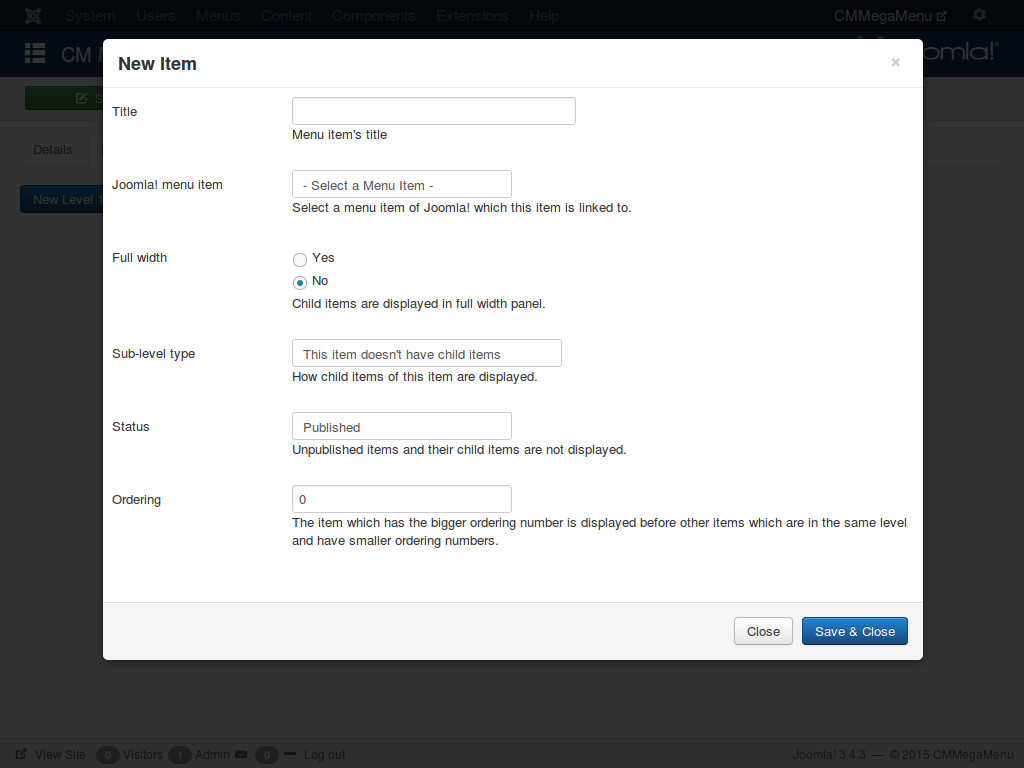 System Users Menus Content Components Extensions Help CMMegaMenu
CM
New Item ×
Title
Menu item's title
Details
Joomla! menu item - Select a Menu Item -
New Level
Select a menu item of Joomla! which this item is linked to.
Full width Yes
No
Child items are displayed in full width panel.
Sub-level type This item doesn't have child items
How child items of this item are displayed.
Status Published
Unpublished items and their child items are not displayed.
Ordering 0
The item which has the bigger ordering number is displayed before other items which are in the same level
and have smaller ordering numbers.
Close Save & Close
View Site 0 Visitors 1 Admin 0 Log out Joomla! 3.4.3 — © 2015 CMMegaMenu